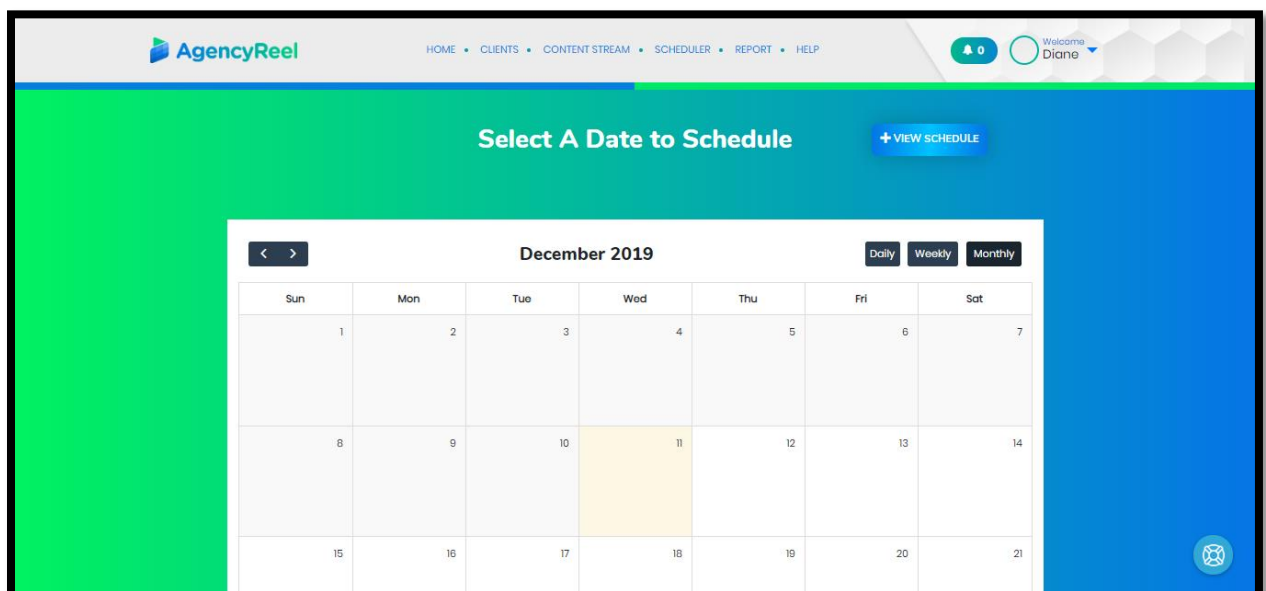 AgencyReel
HOME • CLIENTS • CONTENT STREAM • SCHEDULER • REPORT • HELP
0
Welcome
Diane
Select A Date to Schedule
+ VIEW SCHEDULE
< >
December 2019
Daily Weekly Monthly
Sun Mon Tue Wed Thu Fri Sat
1 2 3 4 5 6 7
8 9 10 11 12 13 14
15 16 17 18 19 20 21